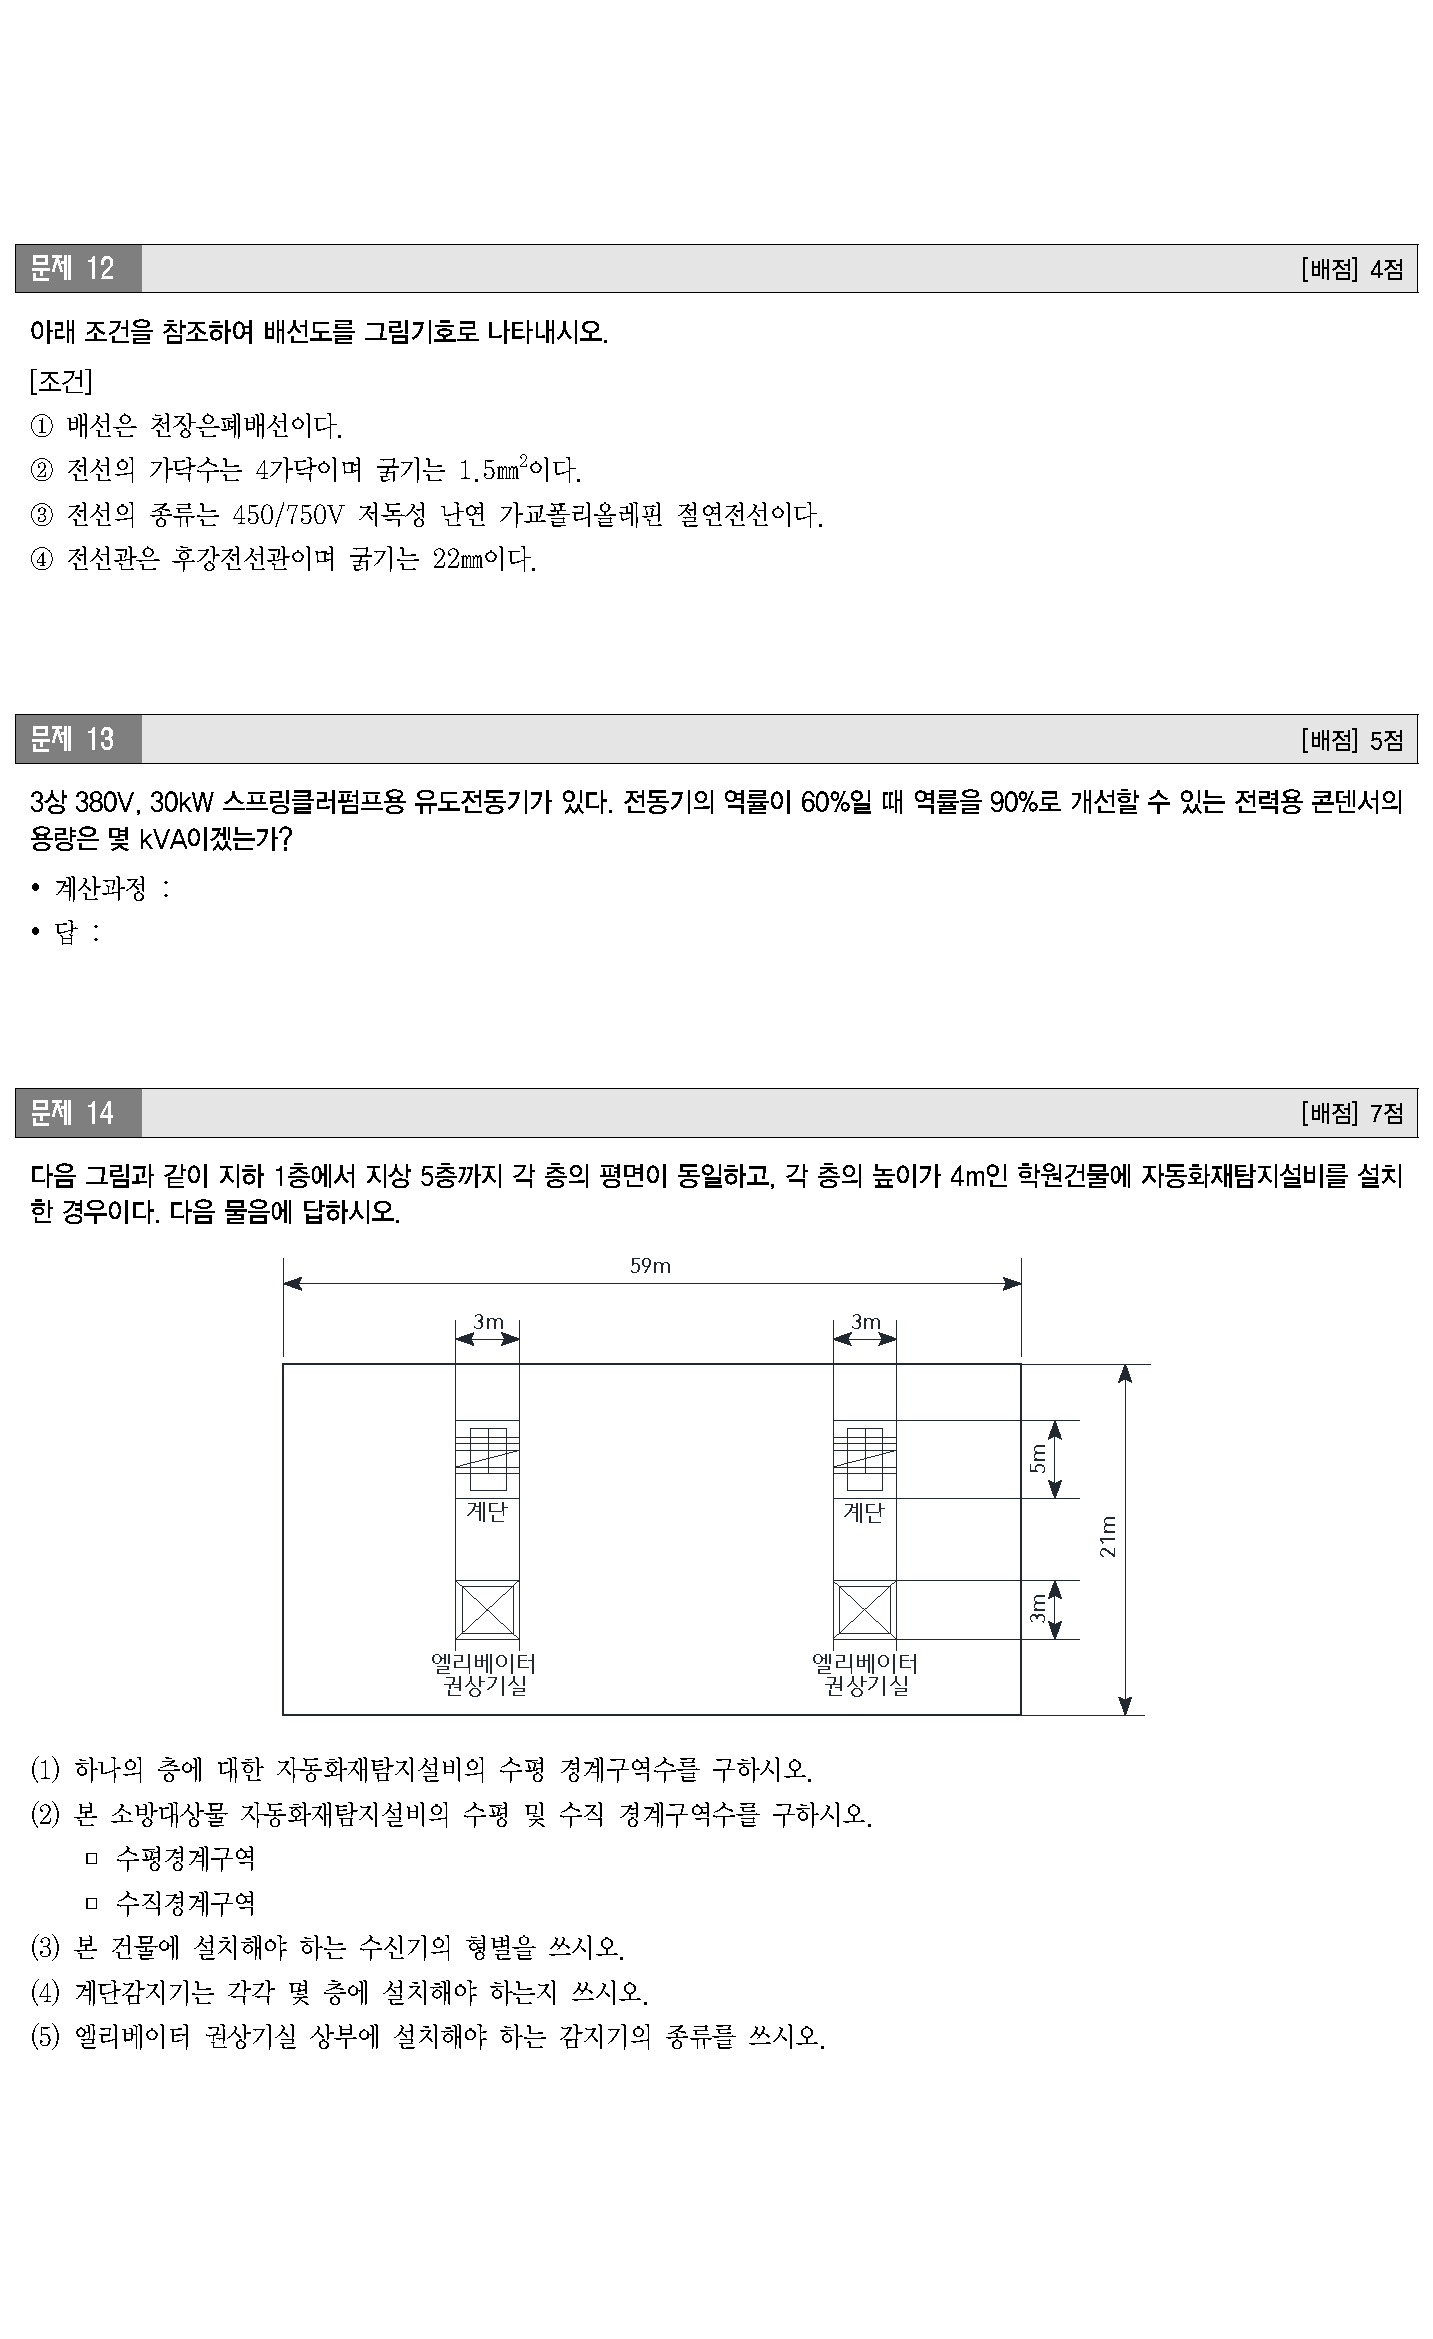 문제 12 [배점] 4점
아래 조건을 참조하여 배선도를 그림기호로 나타내시오.
[조건]
① 배선은 천장은폐배선이다.
② 전선의 가닥수는 4가닥이며 굵기는 1.5㎜²이다.
③ 전선의 종류는 450/750V 저독성 난연 가교폴리올레핀 절연전선이다.
④ 전선관은 후강전선관이며 굵기는 22㎜이다.
문제 13 [배점] 5점
3상 380V, 30kW 스프링클러펌프용 유도전동기가 있다. 전동기의 역률이 60%일 때 역률을 90%로 개선할 수 있는 전력용 콘덴서의
용량은 몇 kVA이겠는가?
• 계산과정 :
• 답 :
문제 14 [배점] 7점
다음 그림과 같이 지하 1층에서 지상 5층까지 각 층의 평면이 동일하고, 각 층의 높이가 4m인 학원건물에 자동화재탐지설비를 설치
한 경우이다. 다음 물음에 답하시오.
59m
3m 3m
5m
계단 계단
21m
3m
엘리베이터 엘리베이터
권상기실 권상기실
(1) 하나의 층에 대한 자동화재탐지설비의 수평 경계구역수를 구하시오.
(2) 본 소방대상물 자동화재탐지설비의 수평 및 수직 경계구역수를 구하시오.
□ 수평경계구역
□ 수직경계구역
(3) 본 건물에 설치해야 하는 수신기의 형별을 쓰시오.
(4) 계단감지기는 각각 몇 층에 설치해야 하는지 쓰시오.
(5) 엘리베이터 권상기실 상부에 설치해야 하는 감지기의 종류를 쓰시오.